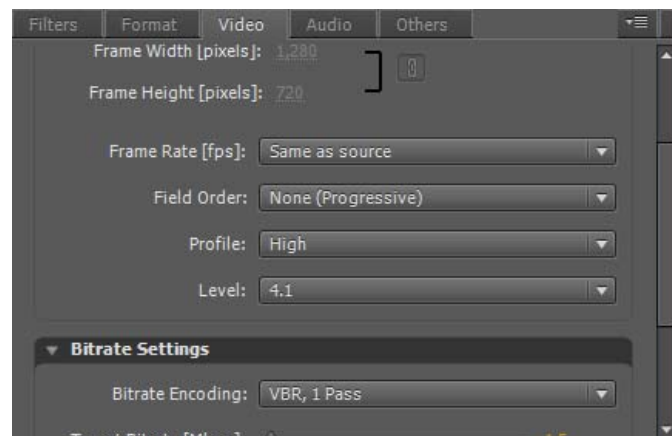 Filters Format Video Audio Others
Frame Width [pixels]: 1,280
Frame Height [pixels]: 720
Frame Rate [fps]: Same as source
Field Order: None (Progressive)
Profile: High
Level: 4.1
Bitrate Settings
Bitrate Encoding: VBR, 1 Pass